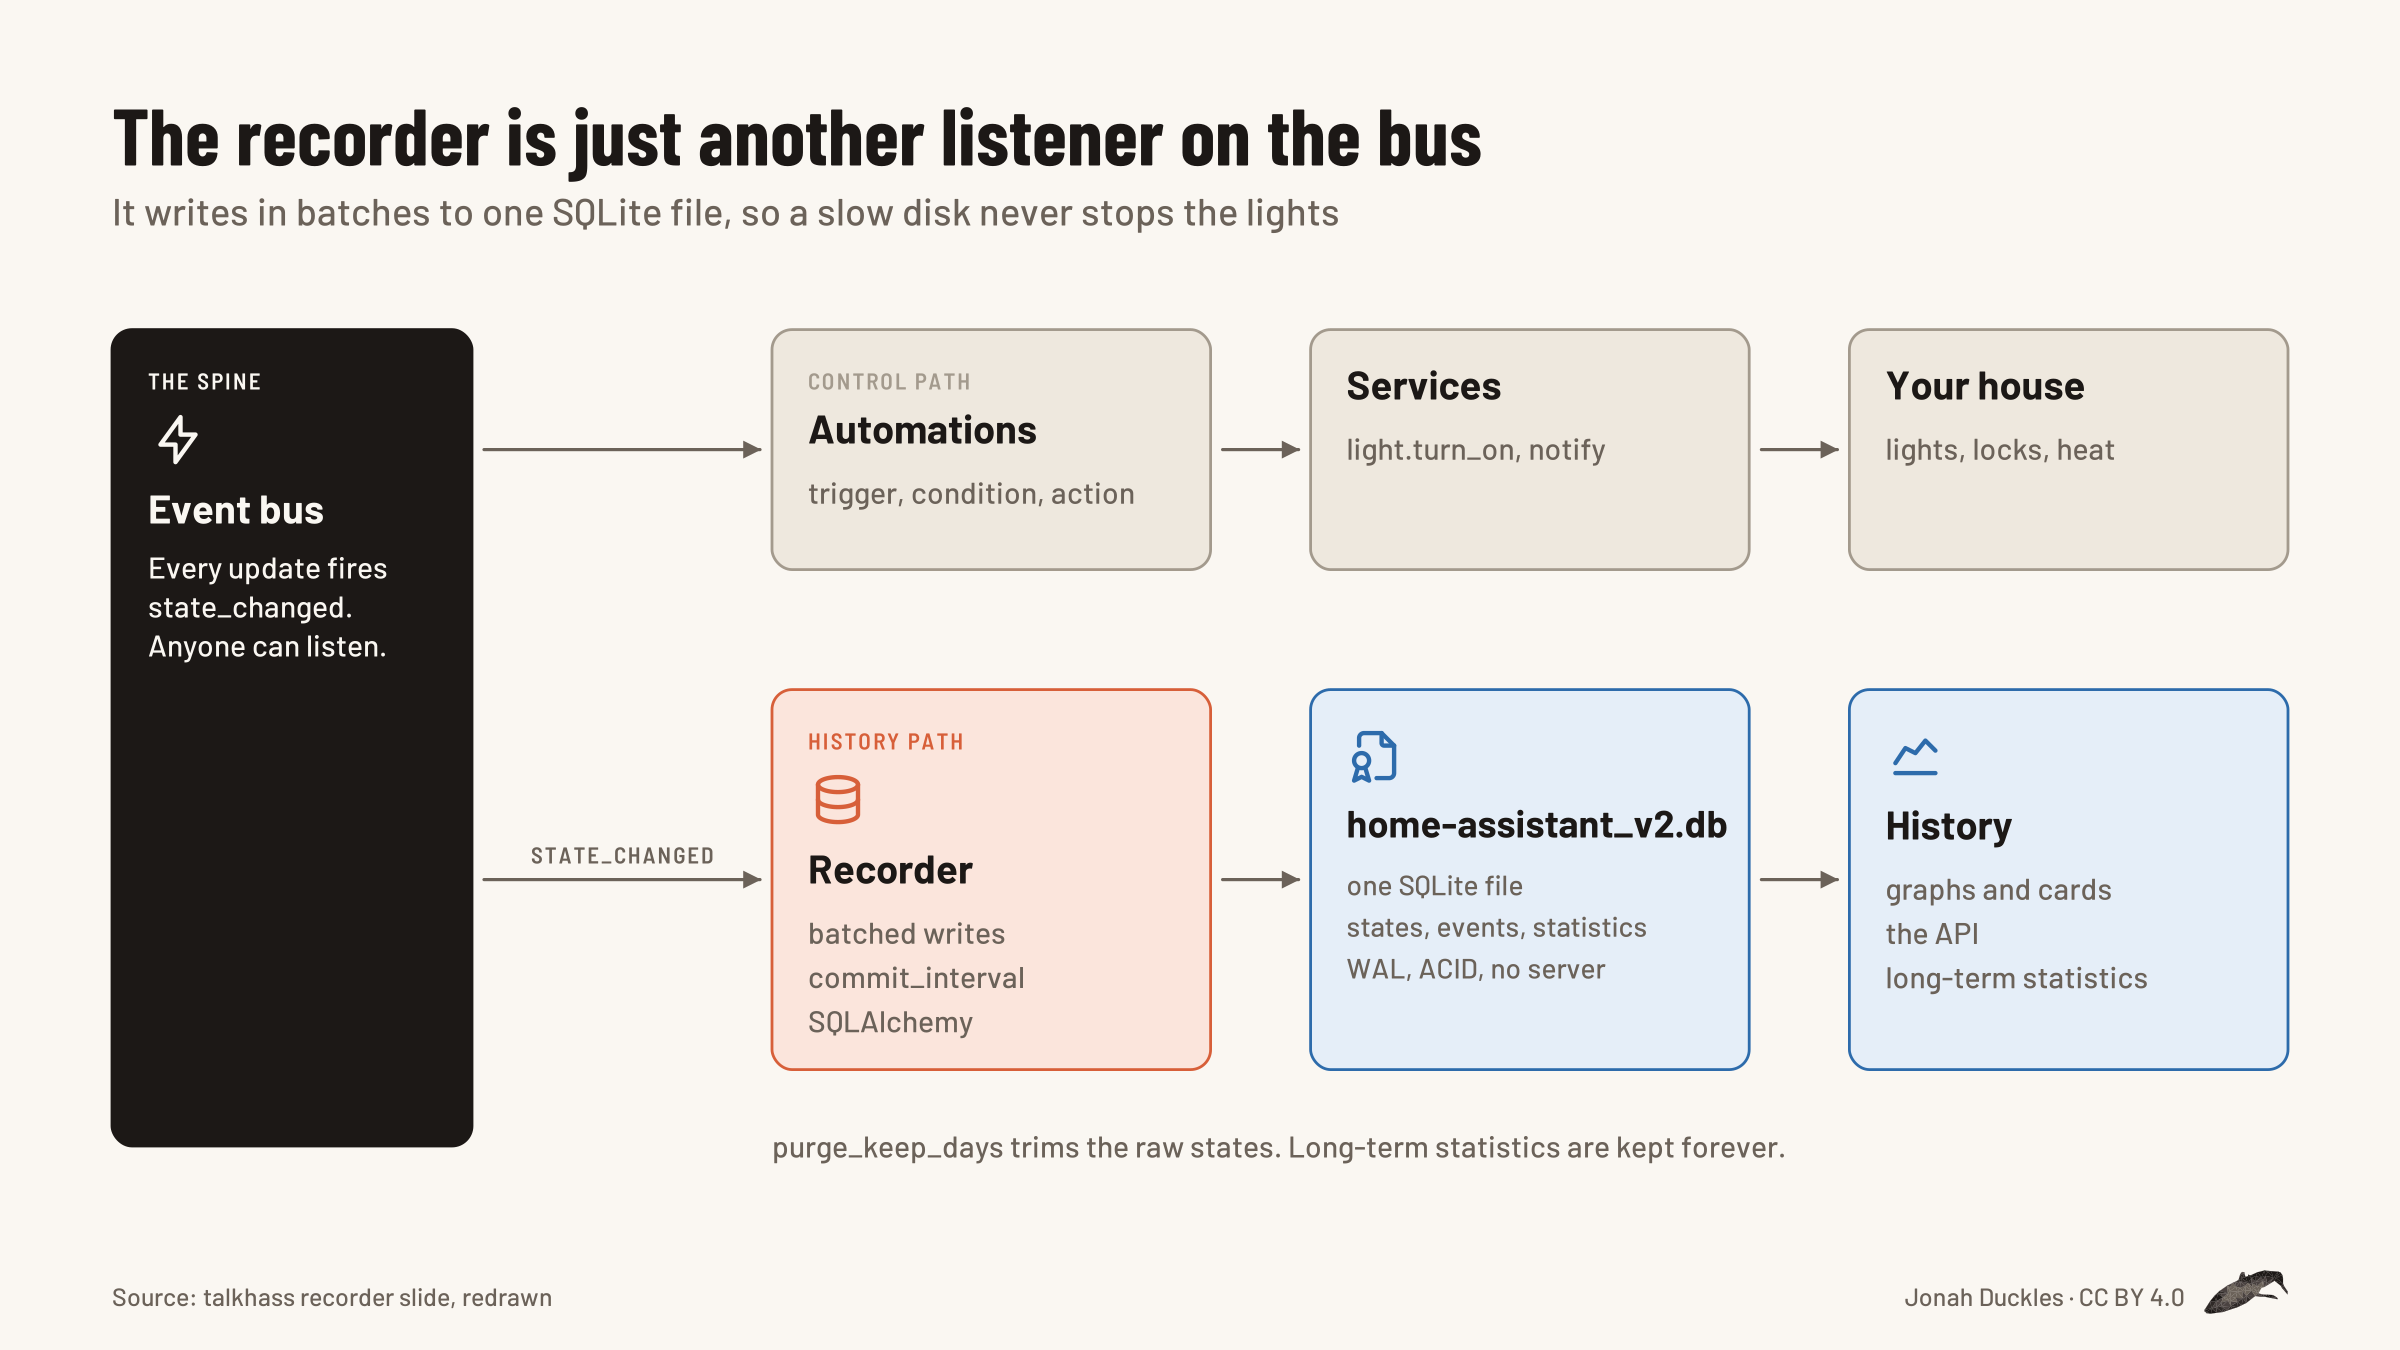 The recorder is just another listener on the bus
It writes in batches to one SQLite file, so a slow disk never stops the lights
THE SPINE
Event bus
Every update fires
state_changed.
Anyone can listen.
CONTROL PATH
Automations
trigger, condition, action
Services
light.turn_on, notify
Your house
lights, locks, heat
STATE_CHANGED
HISTORY PATH
Recorder
batched writes
commit_interval
SQLAlchemy
home-assistant_v2.db
one SQLite file
states, events, statistics
WAL, ACID, no server
History
graphs and cards
the API
long-term statistics
purge_keep_days trims the raw states. Long-term statistics are kept forever.
Source: talkhass recorder slide, redrawn
Jonah Duckles · CC BY 4.0